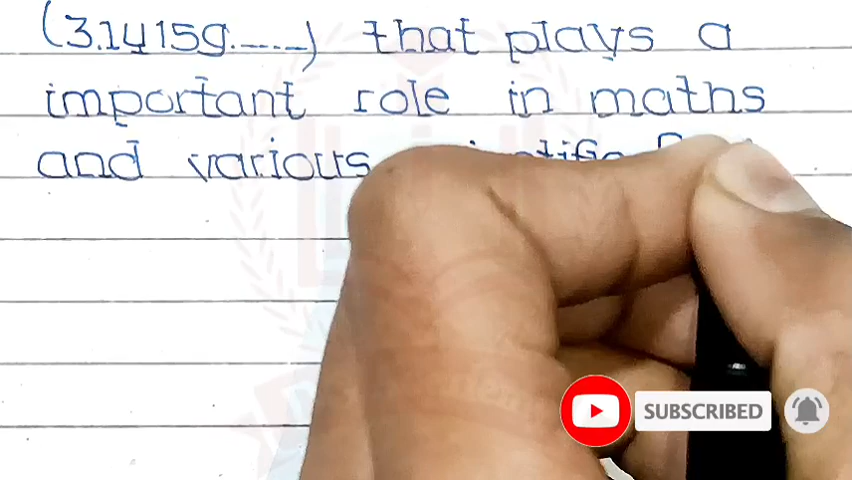 (3.14159.----) that plays a
important role in maths
and various
SUBSCRIBED